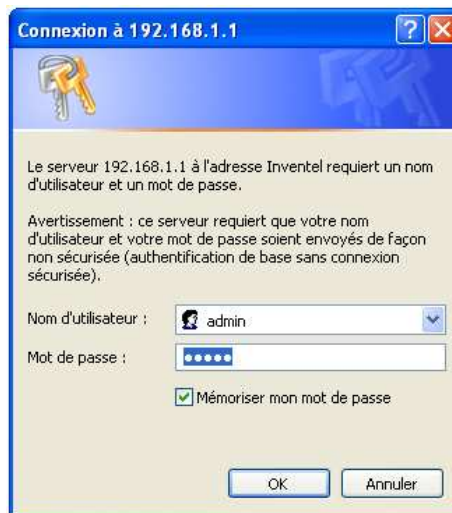 Connexion à 192.168.1.1
Le serveur 192.168.1.1 à l'adresse Inventel requiert un nom
d'utilisateur et un mot de passe.
Avertissement : ce serveur requiert que votre nom
d'utilisateur et votre mot de passe soient envoyés de façon
non sécurisée (authentification de base sans connexion
sécurisée).
Nom d'utilisateur :
admin
Mot de passe :
•••••
Mémoriser mon mot de passe
OK
Annuler